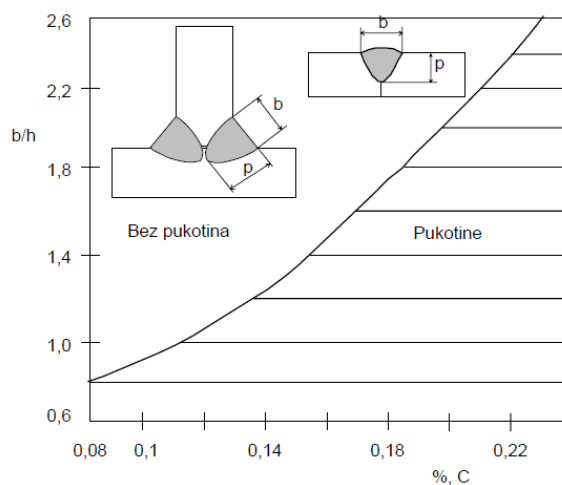 2,6
2,2
b/h
1,8
1,4
1,0
0,6
b
p
b
p
Bez pukotina
Pukotine
0,08
0,1
0,14
0,18
0,22
%, C